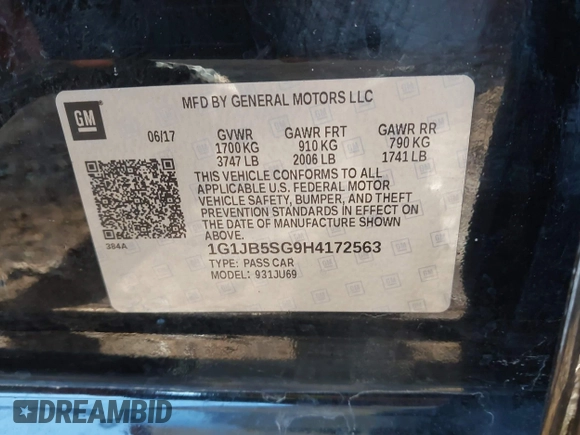 MFD BY GENERAL MOTORS LLC
GM
06/17 GVWR GAWR FRT GAWR RR
1700 KG 910 KG 790 KG
3747 LB 2006 LB 1741 LB
THIS VEHICLE CONFORMS TO ALL
APPLICABLE U.S. FEDERAL MOTOR
VEHICLE SAFETY, BUMPER, AND THEFT
PREVENTION STANDARDS IN EFFECT ON
THE DATE OF MANUFACTURE SHOWN
ABOVE.
384A
1G1JB5SG9H4172563
TYPE: PASS CAR
MODEL: 931JU69
DREAMBID